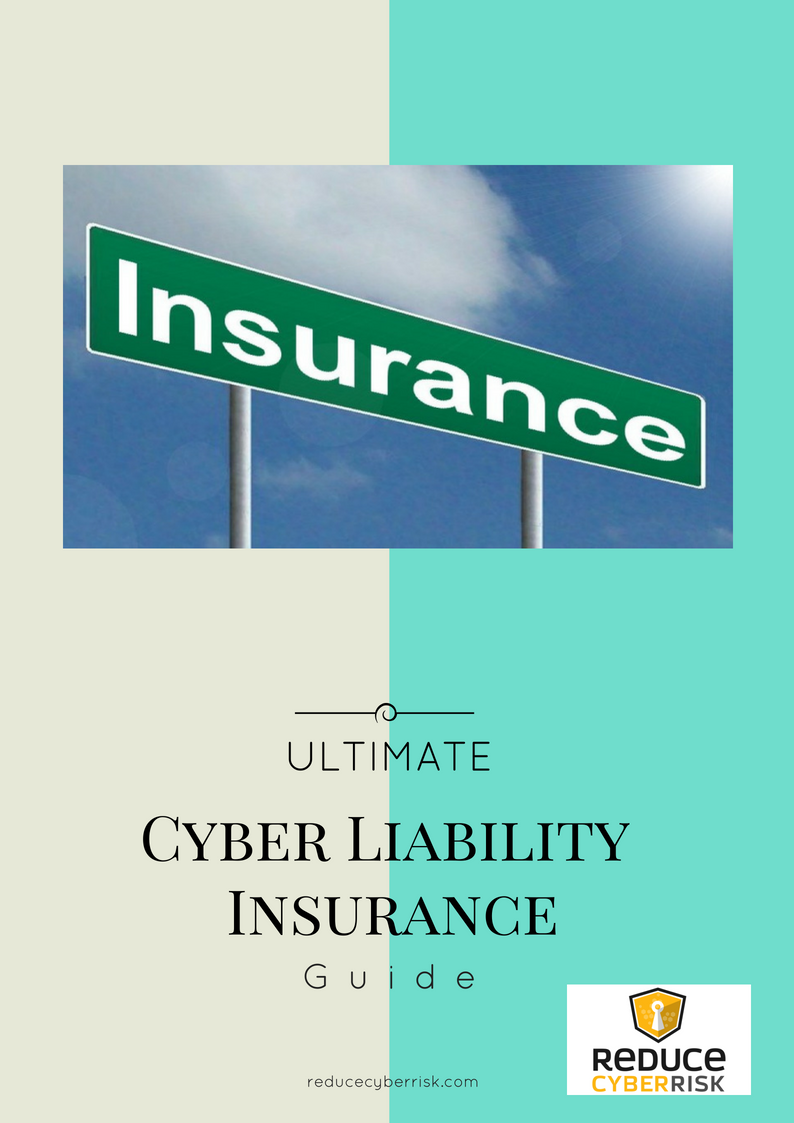 Insurance
ULTIMATE
CYBER LIABILITY
INSURANCE
Guide
reducecyberrisk.com
REDUCE
CYBERRISK